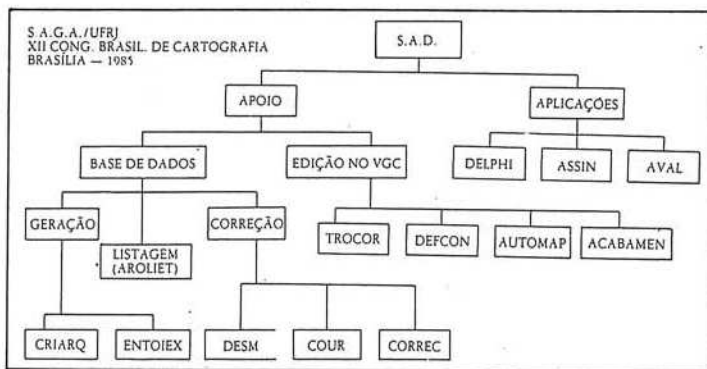 S.A.G.A./UFRJ
XII CONG. BRASIL. DE CARTOGRAFIA
BRASÍLIA — 1985
S.A.D.
APOIO
APLICAÇÕES
BASE DE DADOS
EDIÇÃO NO VGC
DELPHI
ASSIN
AVAL
GERAÇÃO
LISTAGEM
(AROLIET)
CORREÇÃO
TROCOR
DEFCON
AUTOMAP
ACABAMEN
CRIARQ
ENTOIEX
DESM
COUR
CORREC